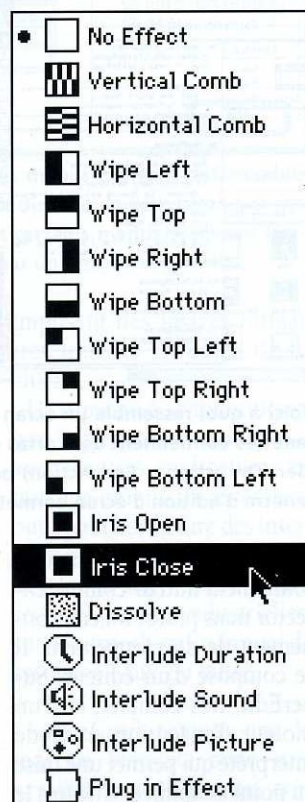 No Effect
Vertical Comb
Horizontal Comb
Wipe Left
Wipe Top
Wipe Right
Wipe Bottom
Wipe Top Left
Wipe Top Right
Wipe Bottom Right
Wipe Bottom Left
Iris Open
Iris Close
Dissolve
Interlude Duration
Interlude Sound
Interlude Picture
Plug in Effect